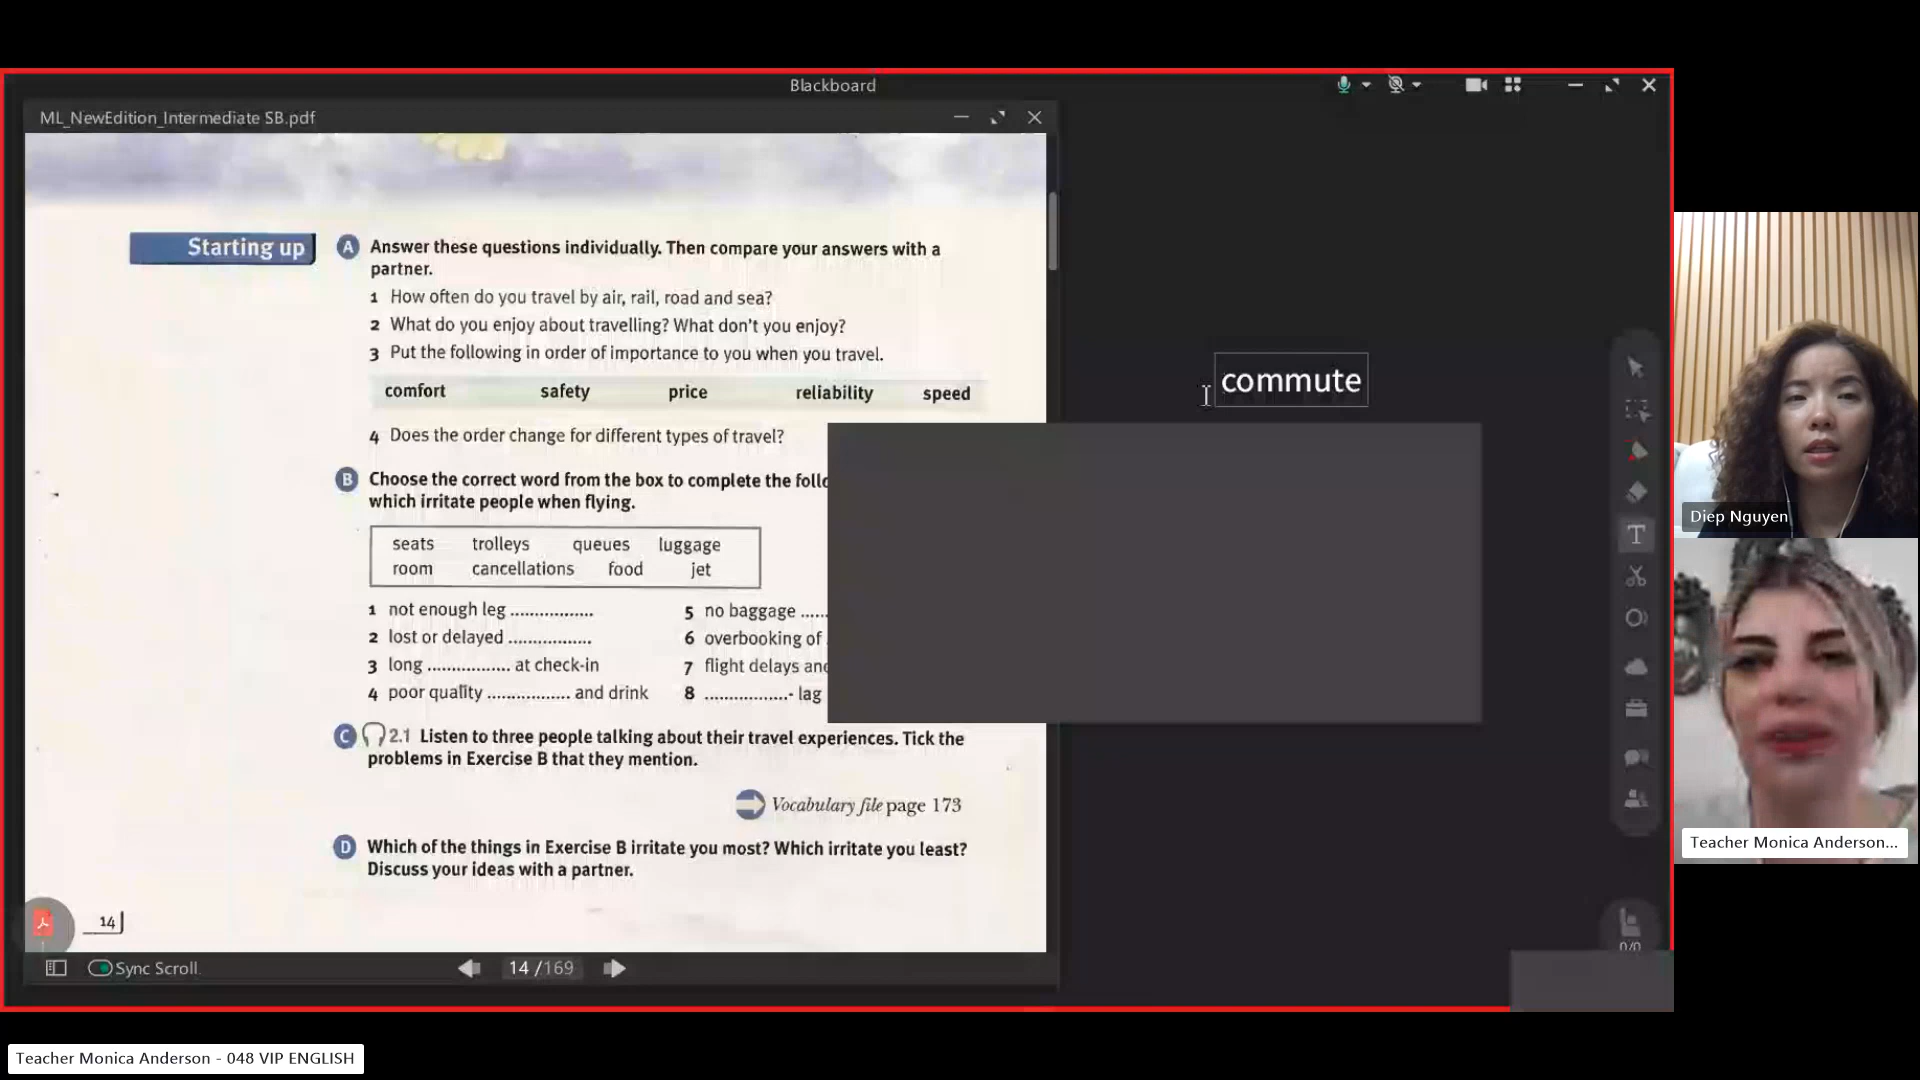 Blackboard
ML_NewEdition_Intermediate SB.pdf
Starting up
A Answer these questions individually. Then compare your answers with a
partner.
1 How often do you travel by air, rail, road and sea?
2 What do you enjoy about travelling? What don't you enjoy?
3 Put the following in order of importance to you when you travel.
comfort safety price reliability speed
4 Does the order change for different types of travel?
B Choose the correct word from the box to complete the
which irritate people when flying.
seats trolleys queues luggage
room cancellations food jet
1 not enough leg ................
2 lost or delayed ................
3 long ................ at check-in
4 poor quality ................ and drink
5 no baggage .....
6 overbooking of
7 flight delays and
8 ................- lag
C 2.1 Listen to three people talking about their travel experiences. Tick the
problems in Exercise B that they mention.
Vocabulary file page 173
D Which of the things in Exercise B irritate you most? Which irritate you least?
Discuss your ideas with a partner.
14
Sync Scroll
14 /169
commute
T
0/0
Diep Nguyen
Teacher Monica Anderson...
Teacher Monica Anderson - 048 VIP ENGLISH